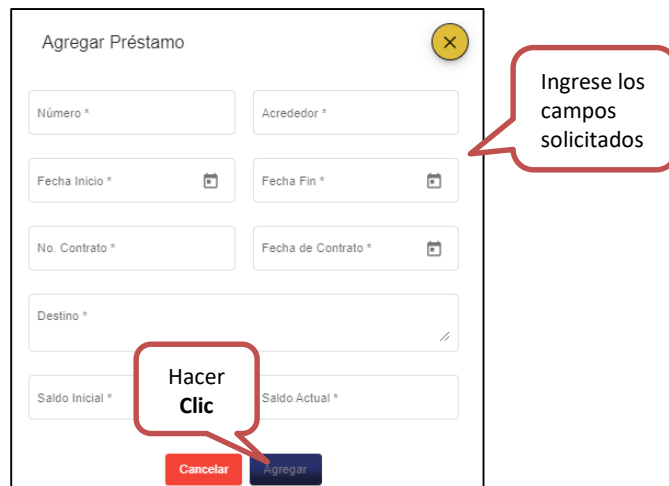 Agregar Préstamo
Ingrese los
campos
solicitados
Número *
Acrededor *
Fecha Inicio *
Fecha Fin *
No. Contrato *
Fecha de Contrato *
Destino *
Hacer
Clic
Saldo Inicial *
Saldo Actual *
Cancelar
Agregar